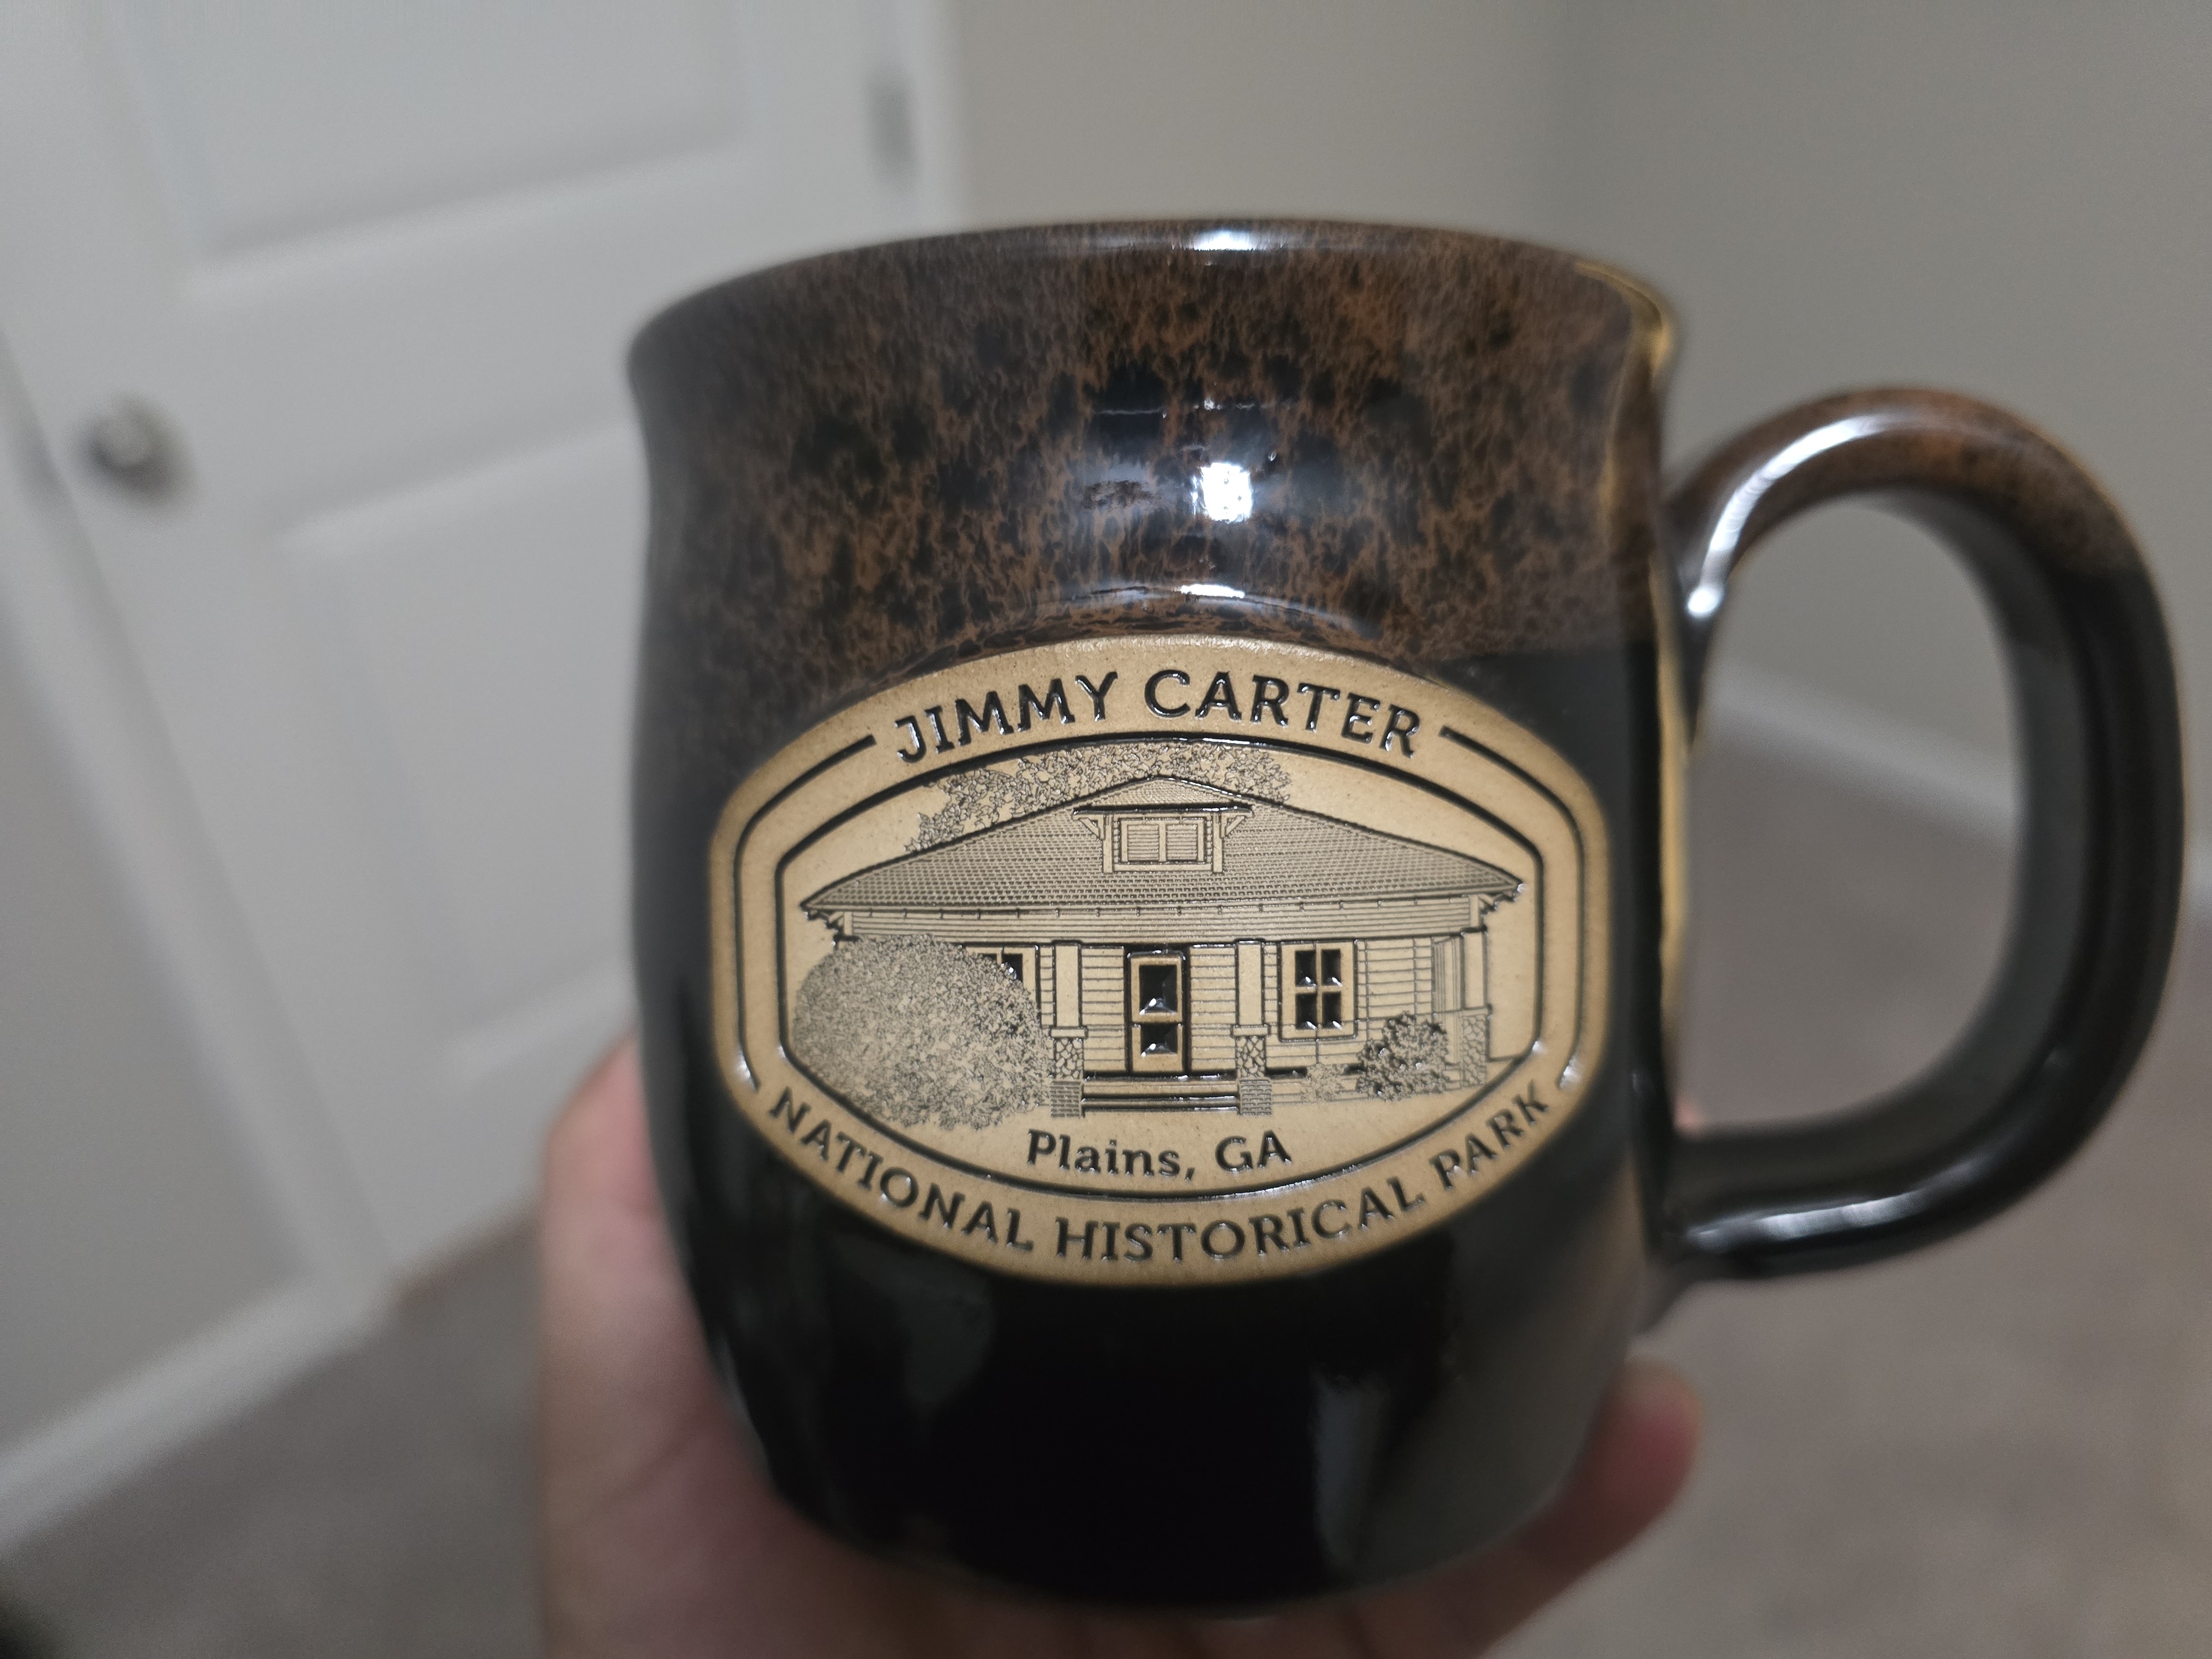 JIMMY CARTER
Plains, GA
NATIONAL HISTORICAL PARK